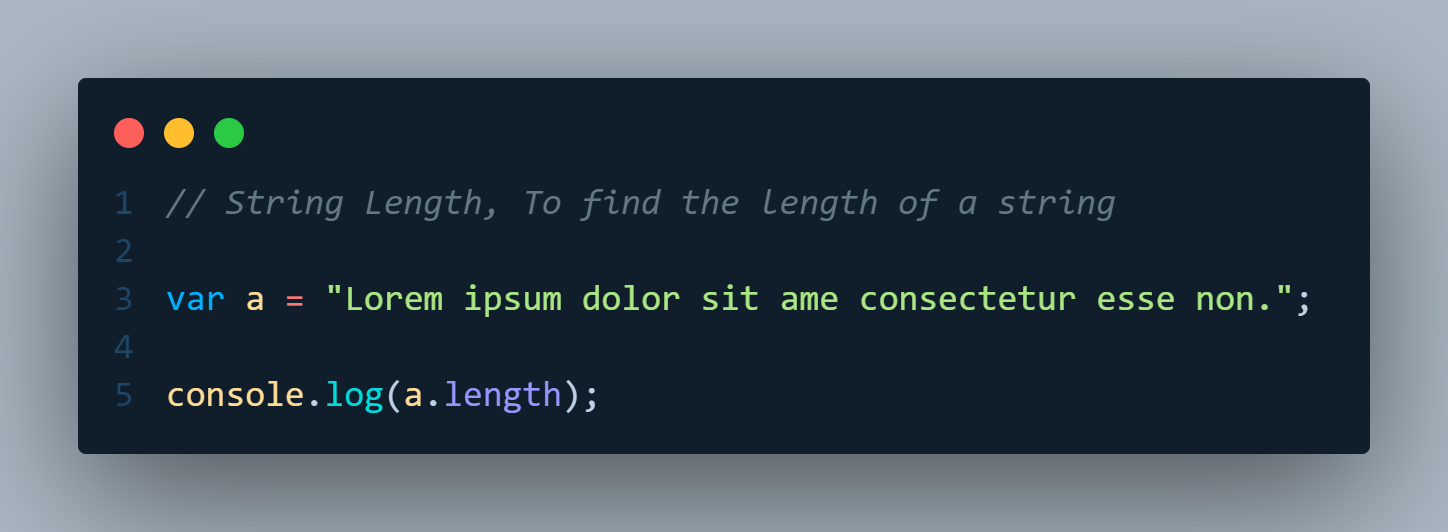 1 // String Length, To find the length of a string
2
3 var a = "Lorem ipsum dolor sit ame consectetur esse non.";
4
5 console.log(a.length);